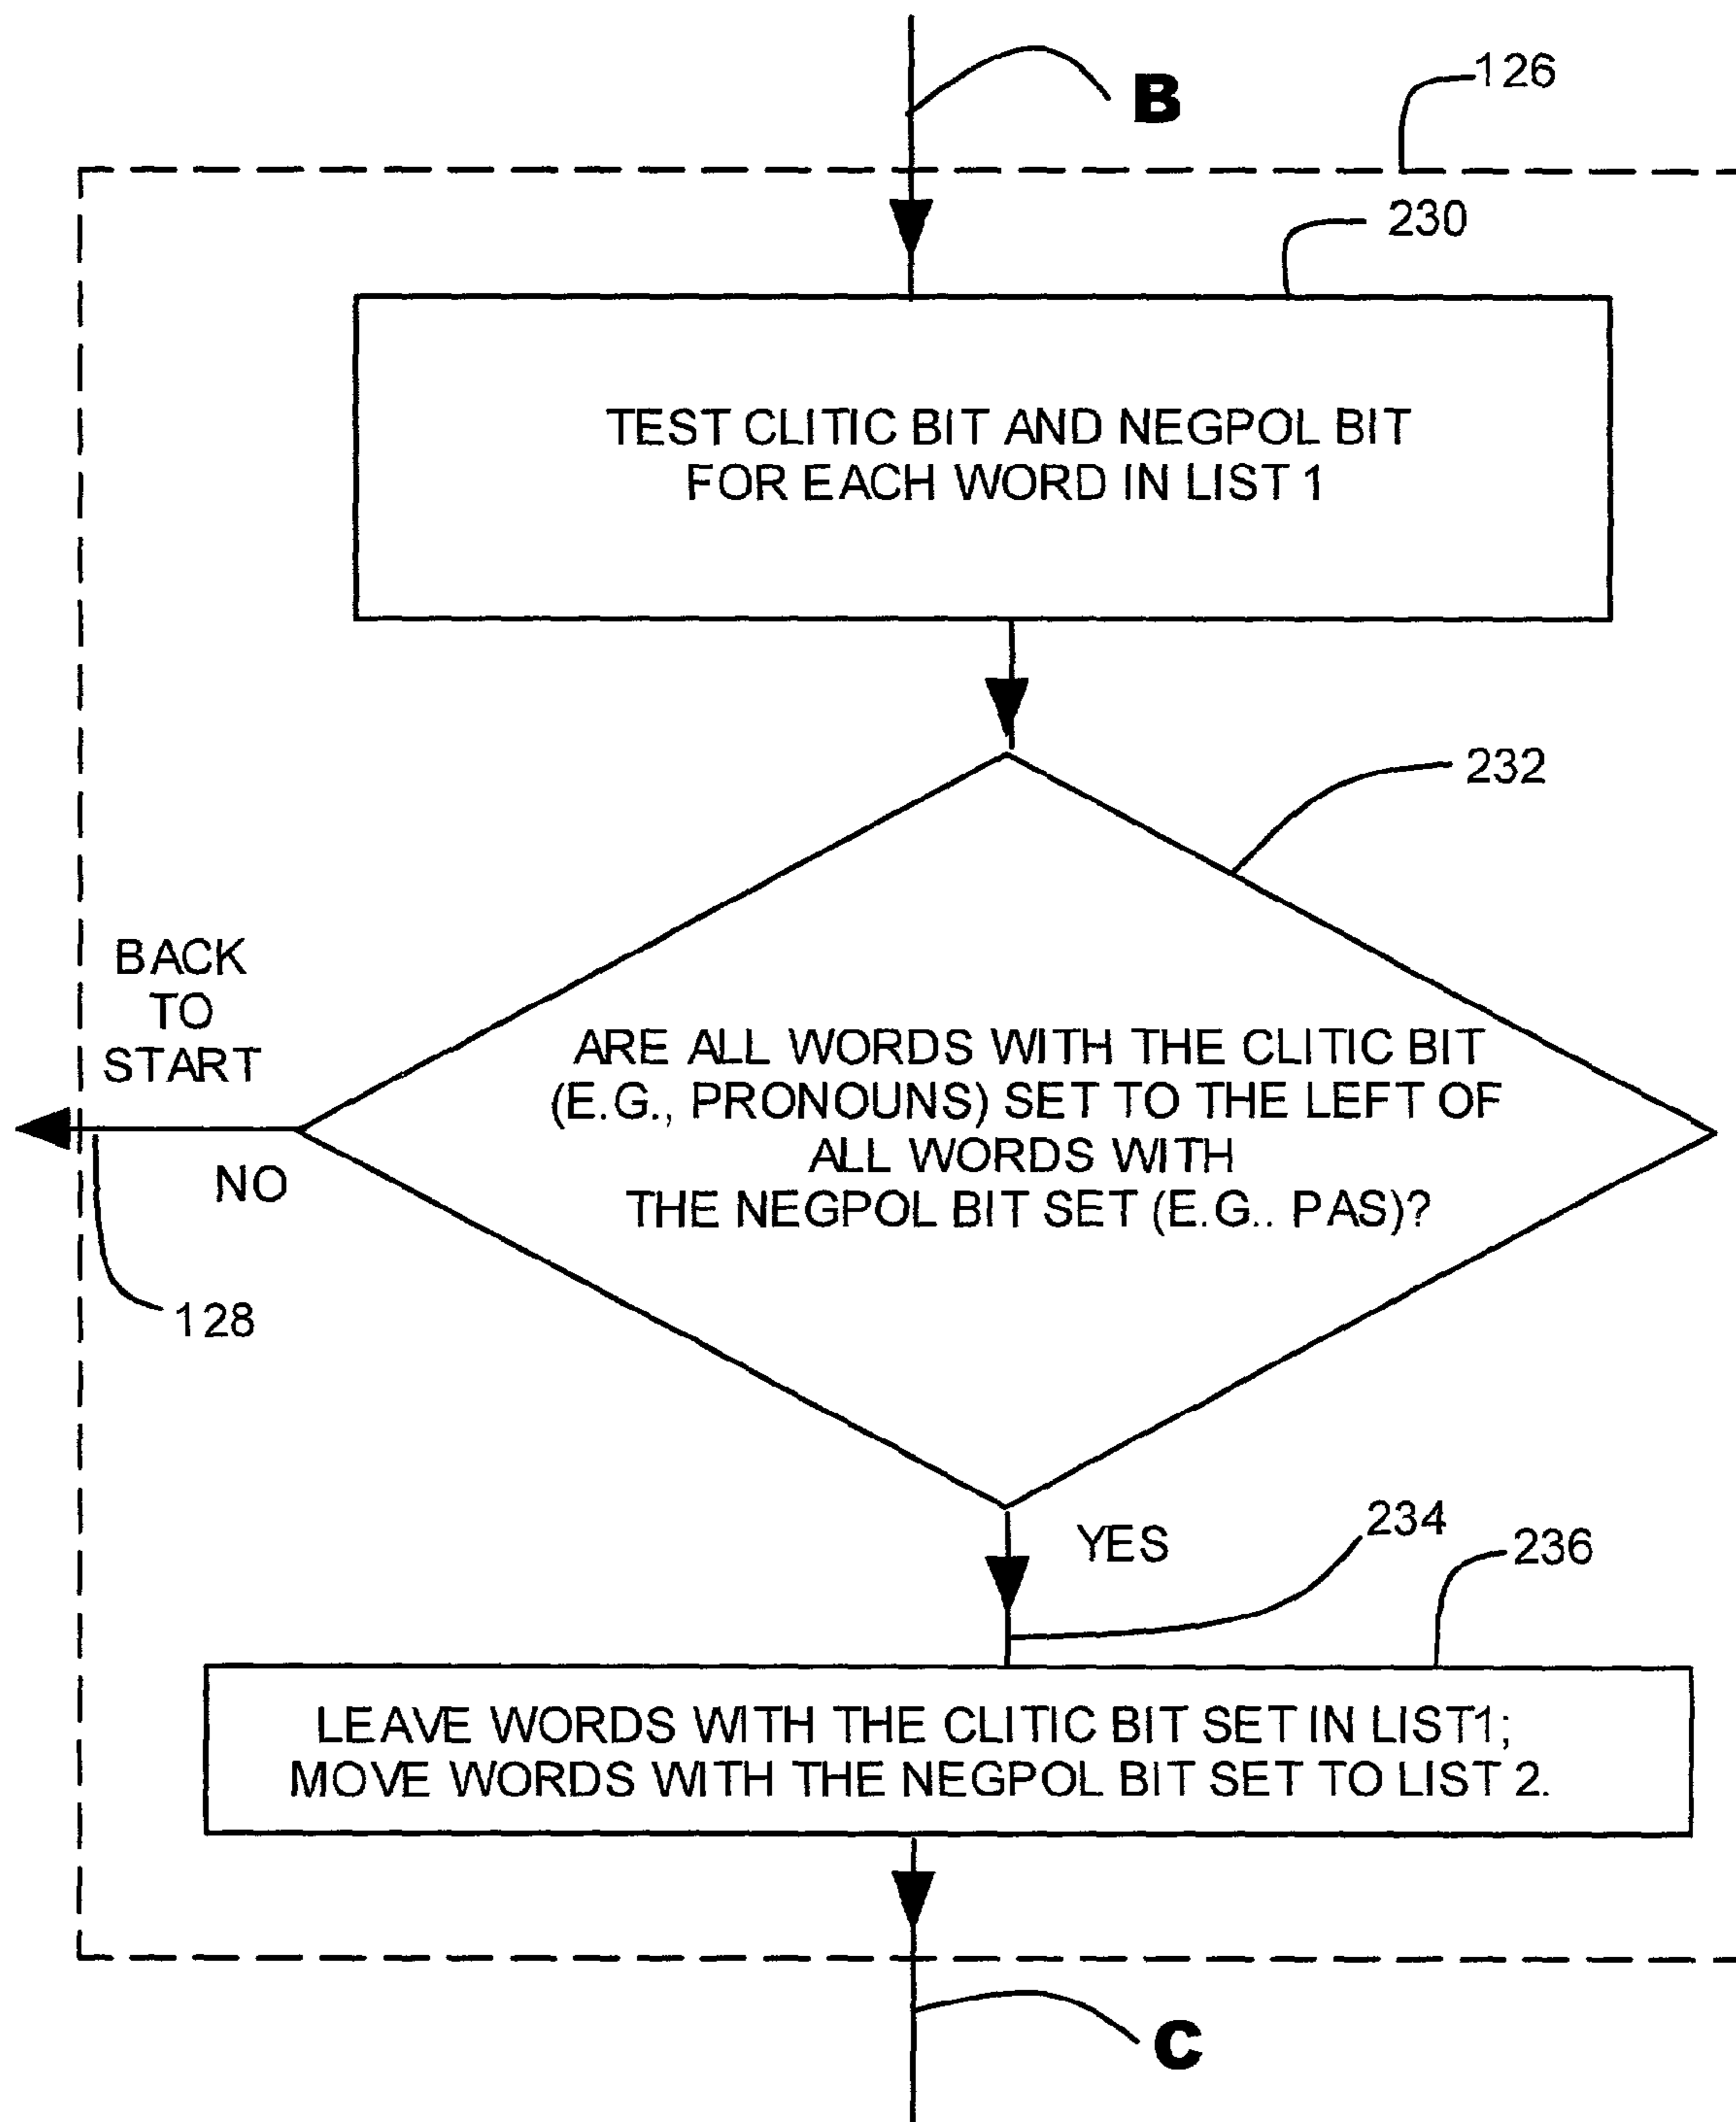 B
126
230
TEST CLITIC BIT AND NEGPOL BIT
FOR EACH WORD IN LIST 1
232
BACK
TO
START
ARE ALL WORDS WITH THE CLITIC BIT
(E.G., PRONOUNS) SET TO THE LEFT OF
ALL WORDS WITH
THE NEGPOL BIT SET (E.G.. PAS)?
NO
128
YES
234
236
LEAVE WORDS WITH THE CLITIC BIT SET IN LIST1;
MOVE WORDS WITH THE NEGPOL BIT SET TO LIST 2.
C